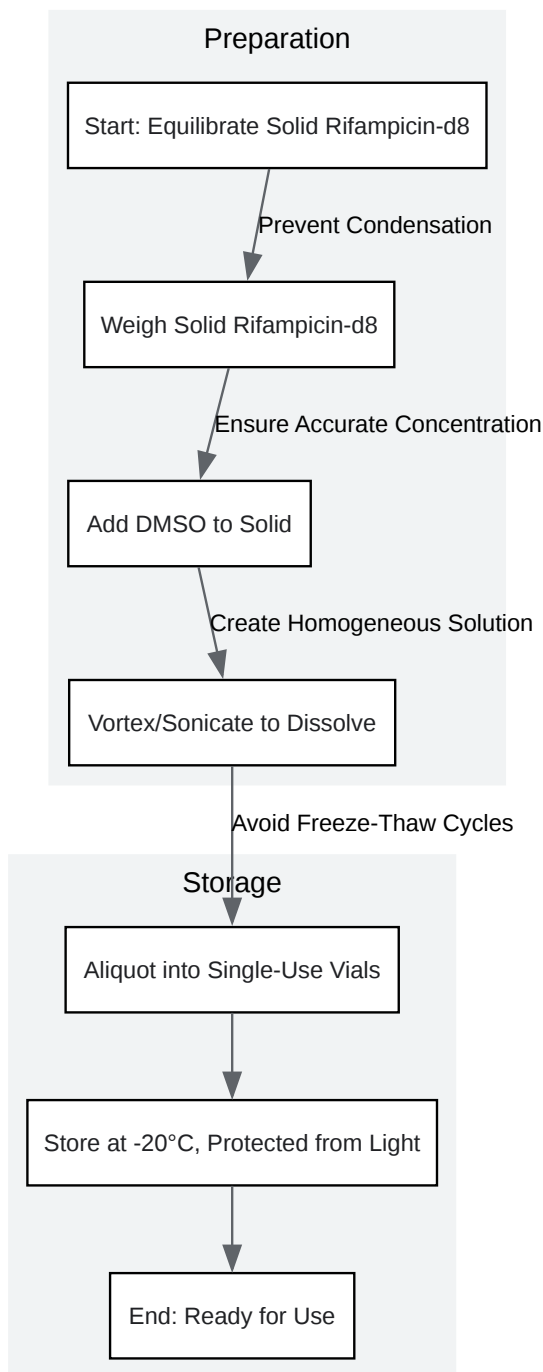 Preparation
Start: Equilibrate Solid Rifampicin-d8
Prevent Condensation
Weigh Solid Rifampicin-d8
Ensure Accurate Concentration
Add DMSO to Solid
Create Homogeneous Solution
Vortex/Sonicate to Dissolve
Avoid Freeze-Thaw Cycles
Storage
Aliquot into Single-Use Vials
Store at -20°C, Protected from Light
End: Ready for Use